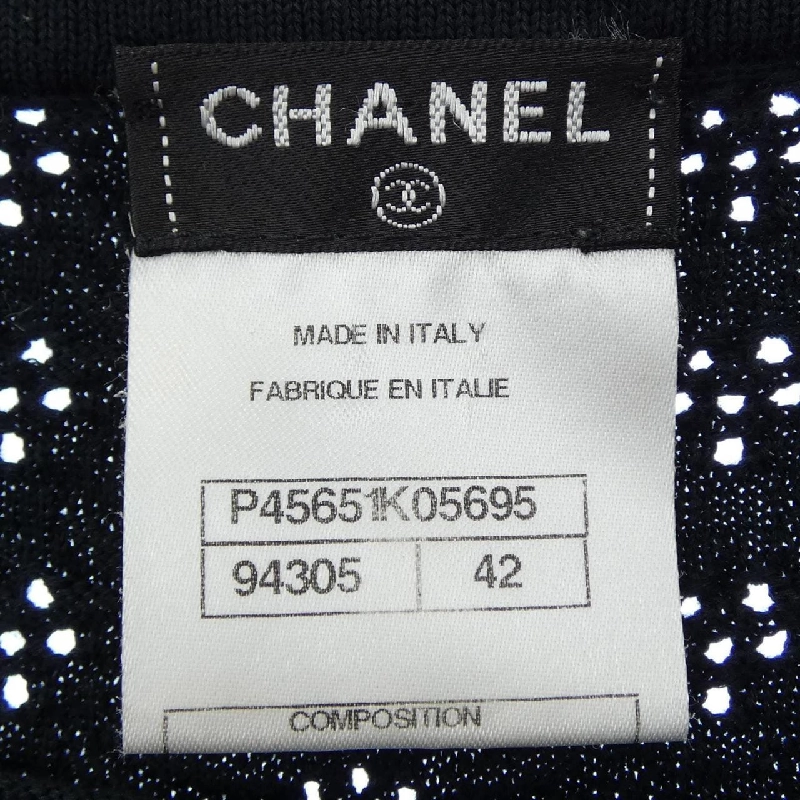 CHANEL
MADE IN ITALY
FABRIQUE EN ITALIE
P45651K05695
94305 42
COMPOSITION